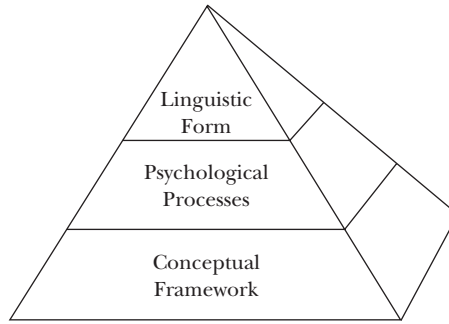 Linguistic
Form
Psychological
Processes
Conceptual
Framework